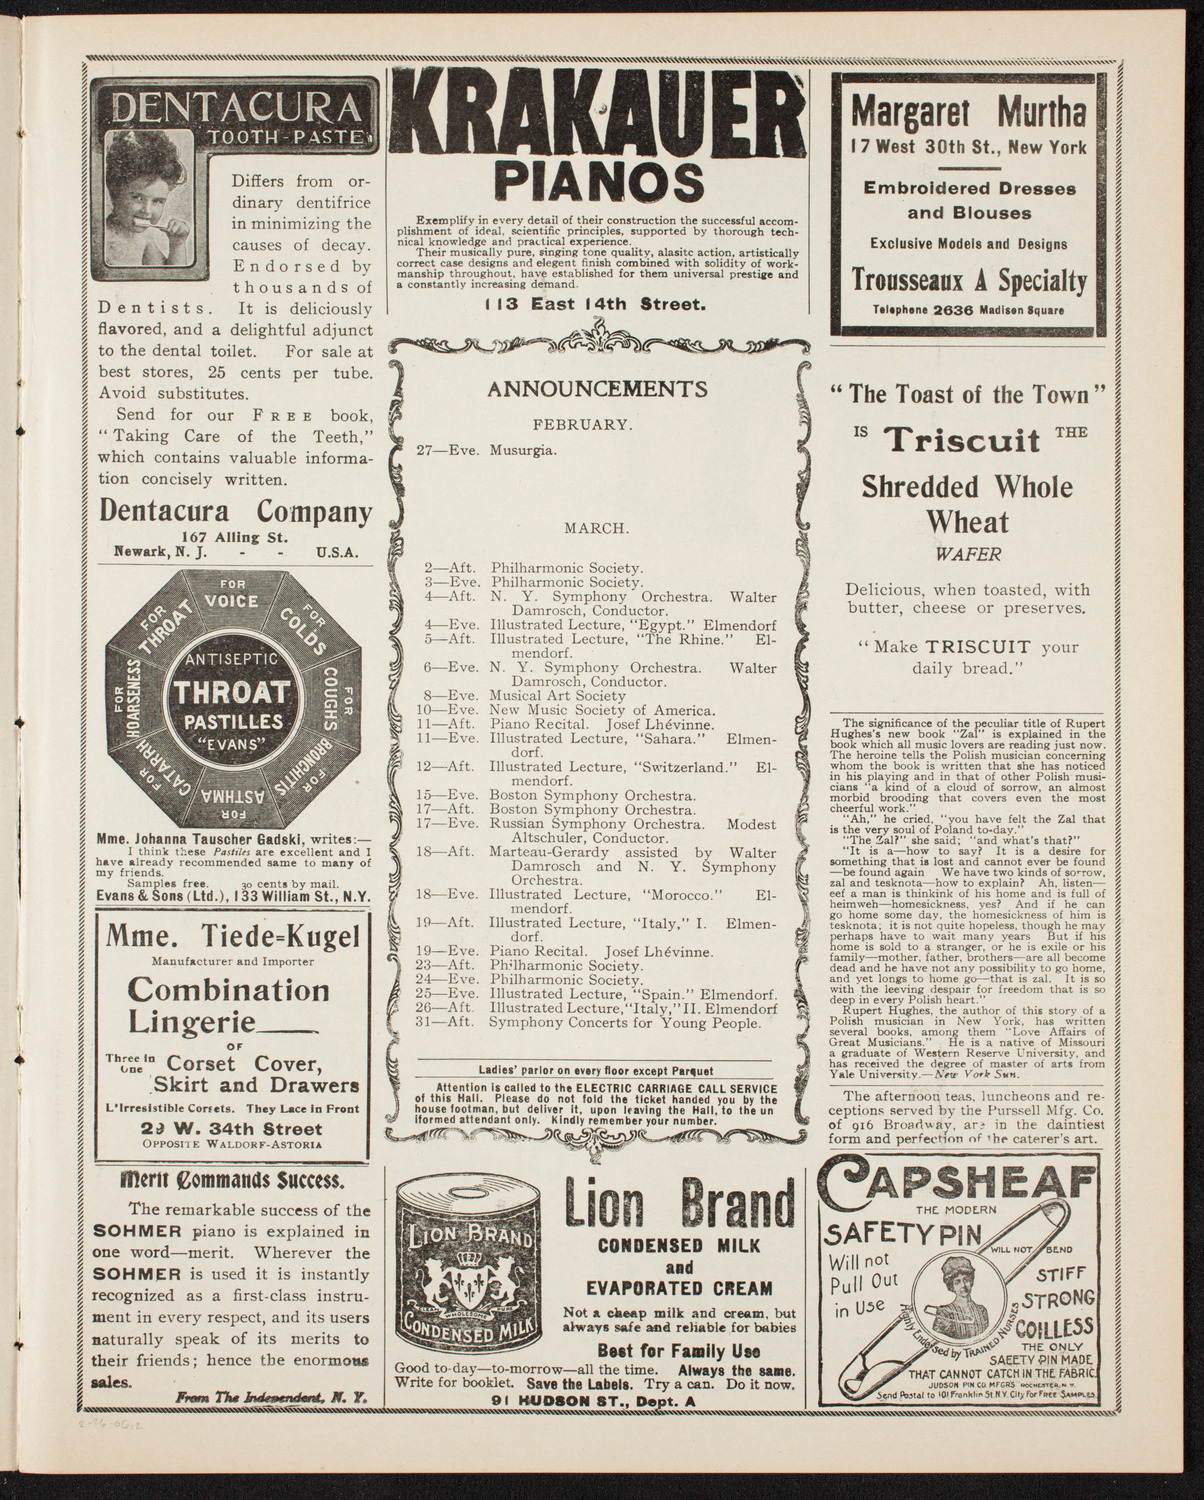 DENTACURA
TOOTH-PASTE
Differs from or-
dinary dentifrice
in minimizing the
causes of decay.
Endorsed by
thousands of
Dentists. It is deliciously
flavored, and a delightful adjunct
to the dental toilet. For sale at
best stores, 25 cents per tube.
Avoid substitutes.
Send for our FREE book,
"Taking Care of the Teeth,"
which contains valuable informa-
tion concisely written.
Dentacura Company
167 Alling St.
Newark, N. J. - - U.S.A.
FOR VOICE
FOR COLDS
FOR COUGHS
FOR BRONCHITIS
FOR ASTHMA
FOR CATARRH
FOR HOARSENESS
FOR THROAT
ANTISEPTIC
THROAT
PASTILLES
"EVANS"
Mme. Johanna Tauscher Gadski, writes:—
I think these Pastiles are excellent and I
have already recommended same to many of
my friends.
Samples free. 30 cents by mail.
Evans & Sons (Ltd.), 133 William St., N.Y.
Mme. Tiede=Kugel
Manufacturer and Importer
Combination
Lingerie
OF
Three in One Corset Cover,
Skirt and Drawers
L'Irresistible Corsets. They Lace in Front
29 W. 34th Street
OPPOSITE WALDORF-ASTORIA
Merit Commands Success.
The remarkable success of the
SOHMER piano is explained in
one word—merit. Wherever the
SOHMER is used it is instantly
recognized as a first-class instru-
ment in every respect, and its users
naturally speak of its merits to
their friends; hence the enormous
sales.
From The Independent, N. Y.
KRAKAUER
PIANOS
Exemplify in every detail of their construction the successful accom-
plishment of ideal, scientific principles, supported by thorough tech-
nical knowledge and practical experience.
Their musically pure, singing tone quality, alasitc action, artistically
correct case designs and elegent finish combined with solidity of work-
manship throughout, have established for them universal prestige and
a constantly increasing demand.
113 East 14th Street.
ANNOUNCEMENTS
FEBRUARY.
27—Eve. Musurgia.
MARCH.
2—Aft. Philharmonic Society.
3—Eve. Philharmonic Society.
4—Aft. N. Y. Symphony Orchestra. Walter
Damrosch, Conductor.
4—Eve. Illustrated Lecture, "Egypt." Elmendorf
5—Aft. Illustrated Lecture, "The Rhine." El-
mendorf.
6—Eve. N. Y. Symphony Orchestra. Walter
Damrosch, Conductor.
8—Eve. Musical Art Society
10—Eve. New Music Society of America.
11—Aft. Piano Recital. Josef Lhévinne.
11—Eve. Illustrated Lecture, "Sahara." Elmen-
dorf.
12—Aft. Illustrated Lecture, "Switzerland." El-
mendorf.
15—Eve. Boston Symphony Orchestra.
17—Aft. Boston Symphony Orchestra.
17—Eve. Russian Symphony Orchestra. Modest
Altschuler, Conductor.
18—Aft. Marteau-Gerardy assisted by Walter
Damrosch and N. Y. Symphony
Orchestra.
18—Eve. Illustrated Lecture, "Morocco." El-
mendorf.
19—Aft. Illustrated Lecture, "Italy," I. Elmen-
dorf.
19—Eve. Piano Recital. Josef Lhévinne.
23—Aft. Philharmonic Society.
24—Eve. Philharmonic Society.
25—Eve. Illustrated Lecture, "Spain." Elmendorf.
26—Aft. Illustrated Lecture, "Italy," II. Elmendorf
31—Aft. Symphony Concerts for Young People.
Ladies' parlor on every floor except Parquet
Attention is called to the ELECTRIC CARRIAGE CALL SERVICE
of this Hall. Please do not fold the ticket handed you by the
house footman, but deliver it, upon leaving the Hall, to the un
iformed attendant only. Kindly remember your number.
LION BRAND
CLEAN WHOLESOME PURE
CONDENSED MILK
Lion Brand
CONDENSED MILK
and
EVAPORATED CREAM
Not a cheap milk and cream, but
always safe and reliable for babies
Best for Family Use
Good to-day—to-morrow—all the time. Always the same.
Write for booklet. Save the Labels. Try a can. Do it now.
91 HUDSON ST., Dept. A
Margaret Murtha
17 West 30th St., New York
Embroidered Dresses
and Blouses
Exclusive Models and Designs
Trousseaux A Specialty
Telephone 2636 Madison Square
"The Toast of the Town"
IS Triscuit THE
Shredded Whole
Wheat
WAFER
Delicious, when toasted, with
butter, cheese or preserves.
"Make TRISCUIT your
daily bread."
The significance of the peculiar title of Rupert
Hughes's new book "Zal" is explained in the
book which all music lovers are reading just now.
The heroine tells the Polish musician concerning
whom the book is written that she has noticed
in his playing and in that of other Polish musi-
cians "a kind of a cloud of sorrow, an almost
morbid brooding that covers even the most
cheerful work."
"Ah," he cried, "you have felt the Zal that
is the very soul of Poland to-day."
"The Zal?" she said; "and what's that?"
"It is a—how to say? It is a desire for
something that is lost and cannot ever be found
—be found again We have two kinds of sorrow,
zal and tesknota—how to explain? Ah, listen—
eef a man is thinkink of his home and is full of
heimweh—homesickness, yes? And if he can
go home some day, the homesickness of him is
tesknota; it is not quite hopeless, though he may
perhaps have to wait many years But if his
home is sold to a stranger, or he is exile or his
family—mother, father, brothers—are all become
dead and he have not any possibility to go home,
and yet longs to home go—that is zal. It is so
with the leeving despair for freedom that is so
deep in every Polish heart."
Rupert Hughes, the author of this story of a
Polish musician in New York, has written
several books, among them "Love Affairs of
Great Musicians." He is a native of Missouri
a graduate of Western Reserve University, and
has received the degree of master of arts from
Yale University.—New York Sun.
The afternoon teas, luncheons and re-
ceptions served by the Purssell Mfg. Co.
of 916 Broadway, are in the daintiest
form and perfection of the caterer's art.
CAPSHEAF
THE MODERN
SAFETY PIN
WILL NOT BEND
Will not
Pull Out
in Use
STIFF
STRONG
COILLESS
Highly Endorsed by TRAINED NURSES
THE ONLY
SAFETY PIN MADE
THAT CANNOT CATCH IN THE FABRIC
JUDSON PIN CO MFGRS ROCHESTER, N.Y.
Send Postal to 101 Franklin St N.Y. City for FREE SAMPLES